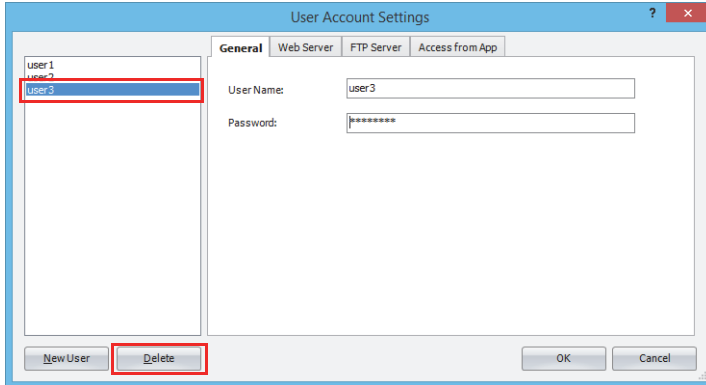 User Account Settings
?
General Web Server FTP Server Access from App
user1
user2
user3
User Name: user3
Password: ********
New User Delete OK Cancel